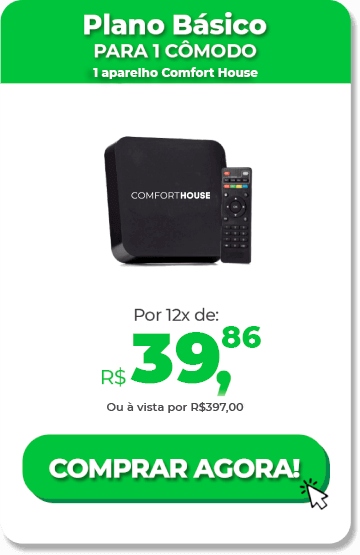 Plano Básico
PARA 1 CÔMODO
1 aparelho Comfort House
COMFORTHOUSE
Por 12x de:
R$ 39,86
Ou à vista por R$397,00
COMPRAR AGORA!